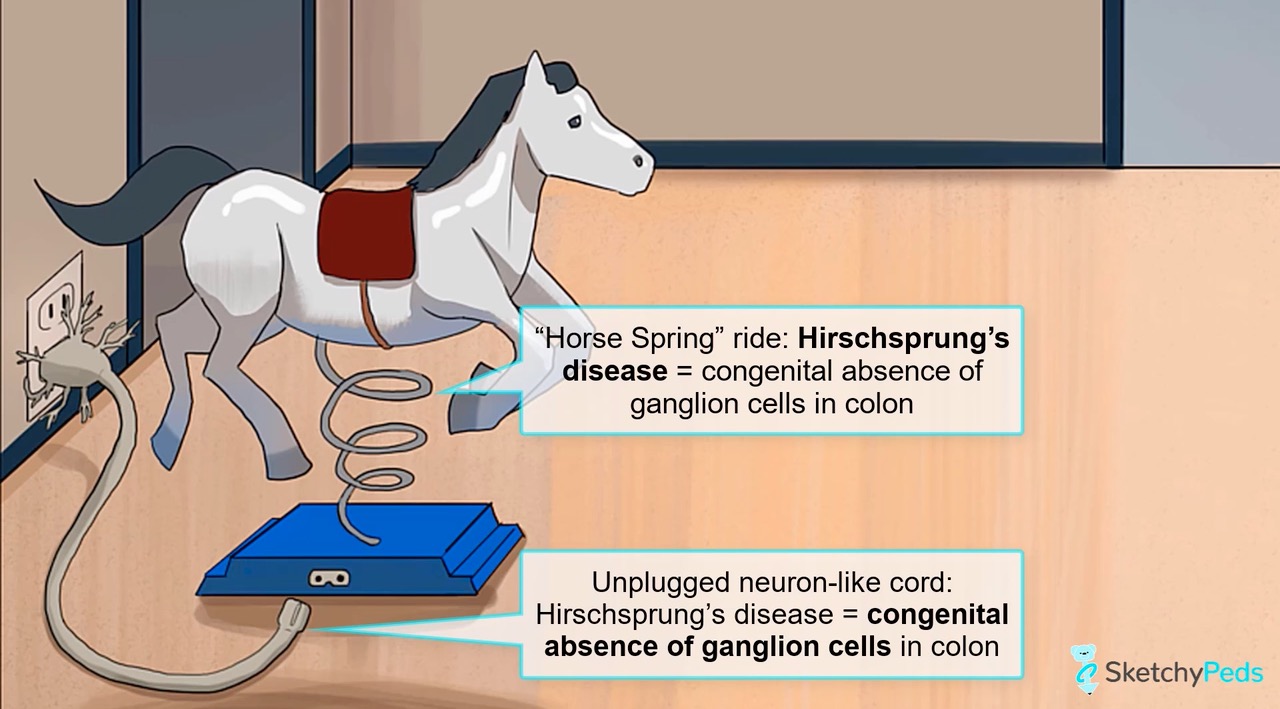 “Horse Spring” ride: Hirschsprung’s
disease = congenital absence of
ganglion cells in colon
Unplugged neuron-like cord:
Hirschsprung’s disease = congenital
absence of ganglion cells in colon
SketchyPeds